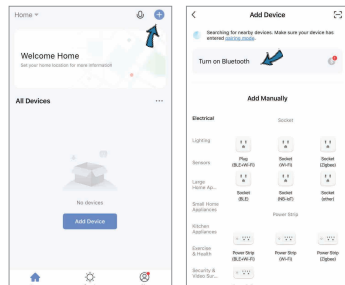 Home
Welcome Home
Set your home location for more information
All Devices
No devices
Add Device
Add Device
Searching for nearby devices. Make sure your device has
entered pairing mode.
Turn on Bluetooth
Add Manually
Electrical
Socket
Lighting
Sensors
Plug
(BLE+Wi-Fi)
Socket
(Wi-Fi)
Socket
(Zigbee)
Large
Home Ap...
Small Home
Appliances
Socket
(BLE)
Socket
(NB-IoT)
Socket
(other)
Power Strip
Kitchen
Appliances
Exercise
& Health
Power Strip
(BLE+Wi-Fi)
Power Strip
(Wi-Fi)
Power Strip
(Zigbee)
Security &
Video Sur...